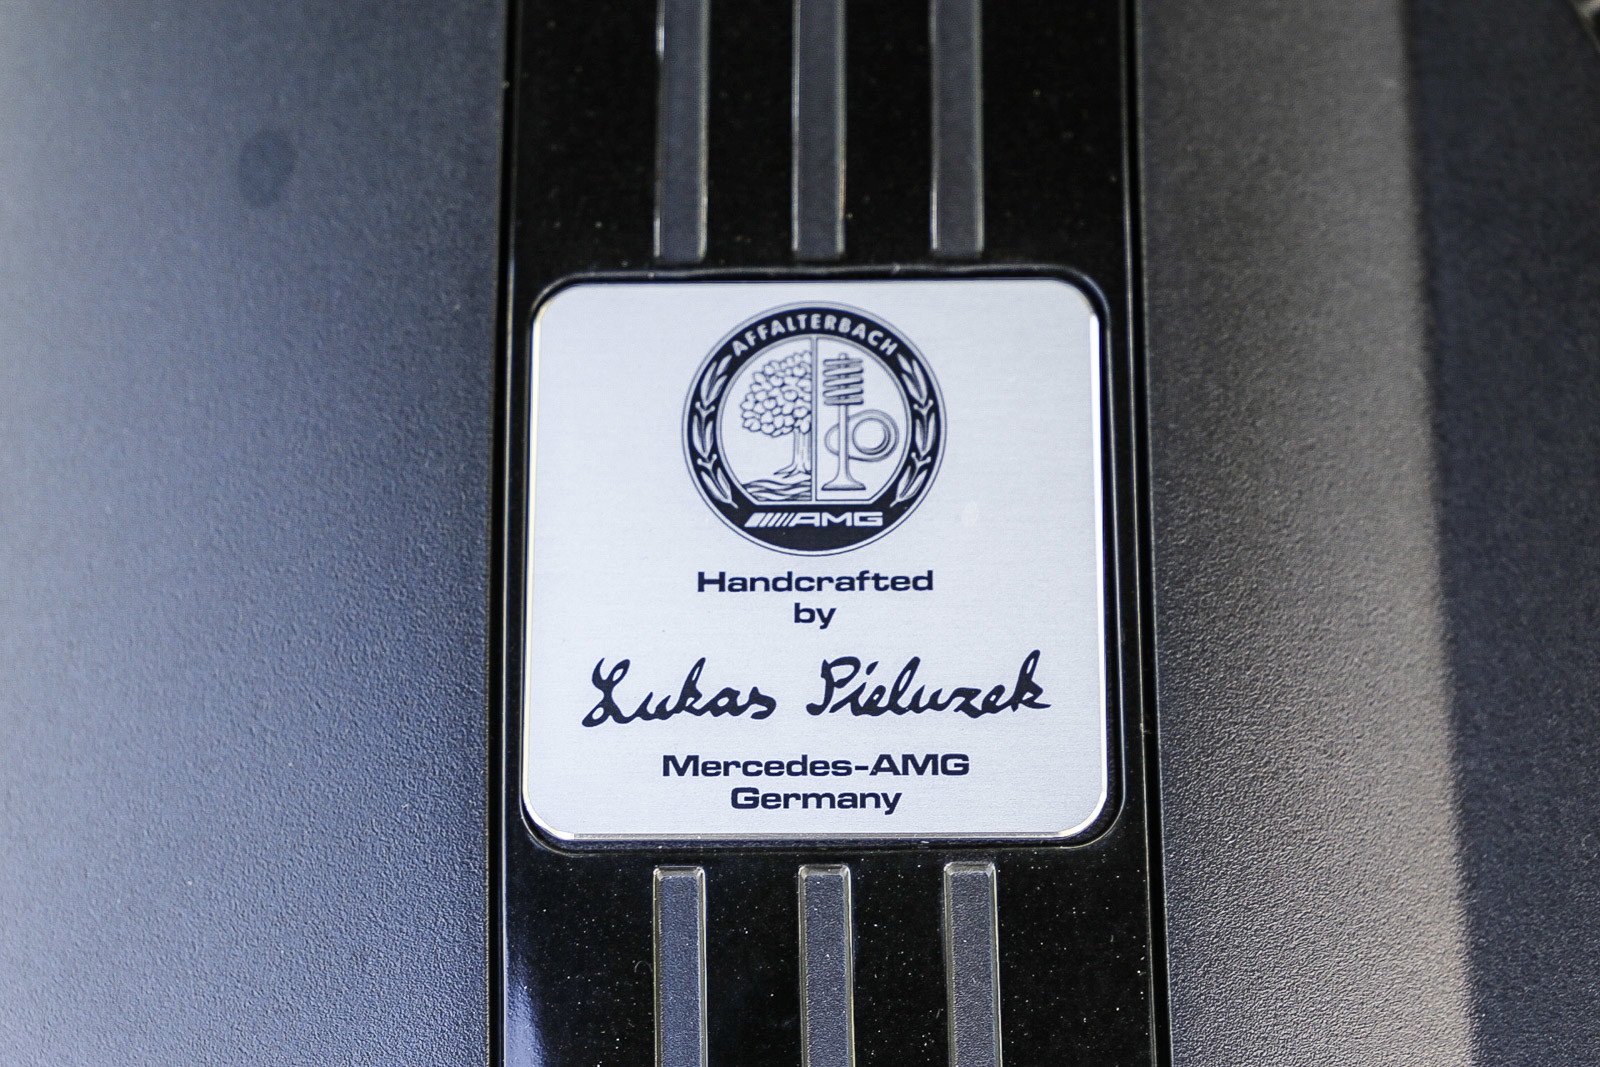 AFFALTERBACH
AMG
Handcrafted
by
Lukas Pieluzek
Mercedes-AMG
Germany